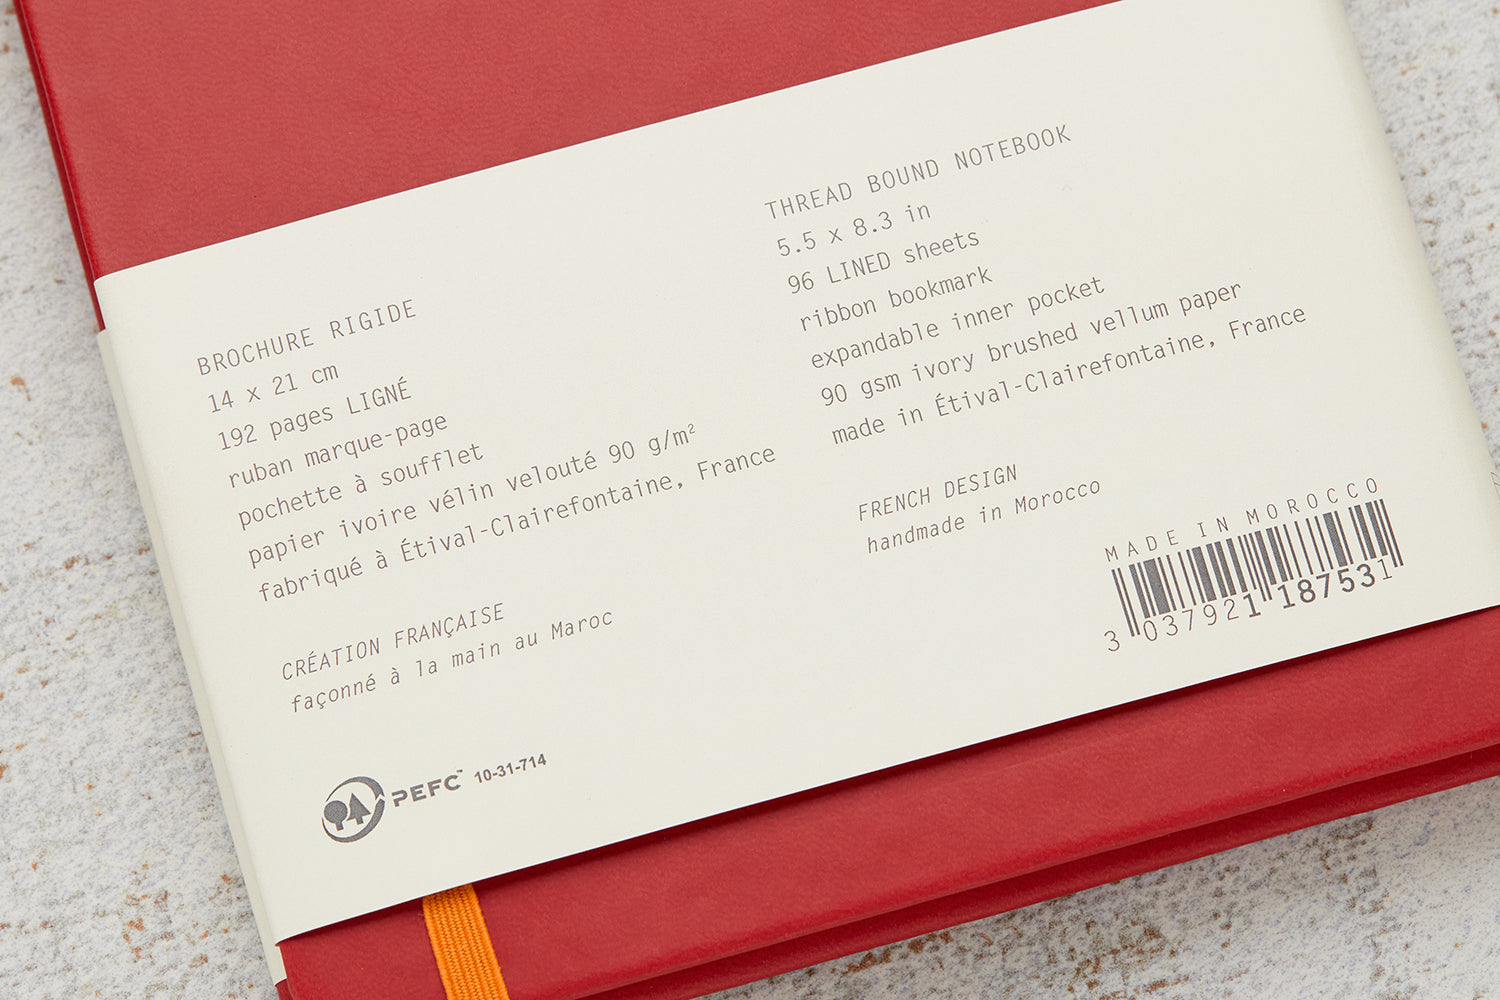 BROCHURE RIGIDE
14 x 21 cm
192 pages LIGNÉ
ruban marque-page
pochette à soufflet
papier ivoire vélin velouté 90 g/m²
fabriqué à Étival-Clairefontaine, France
CRÉATION FRANÇAISE
façonné à la main au Maroc
PEFC™ 10-31-714
THREAD BOUND NOTEBOOK
5.5 x 8.3 in
96 LINED sheets
ribbon bookmark
expandable inner pocket
90 gsm ivory brushed vellum paper
made in Étival-Clairefontaine, France
FRENCH DESIGN
handmade in Morocco
MADE IN MOROCCO
3 037921 187531